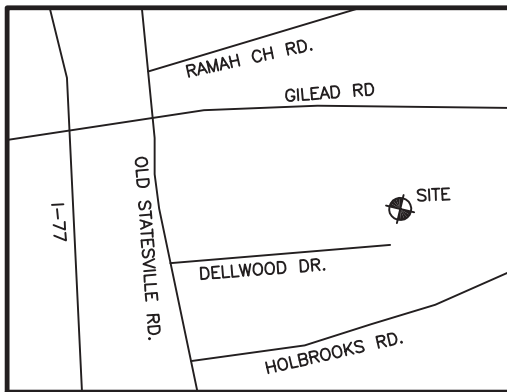 RAMAH CH RD.
GILEAD RD
SITE
OLD STATESVILLE RD.
I-77
DELLWOOD DR.
HOLBROOKS RD.